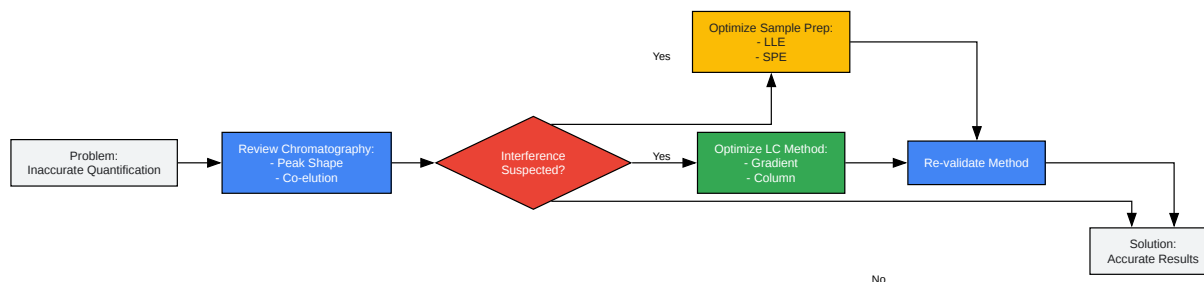 Optimize Sample Prep:
- LLE
- SPE
Yes
Problem:
Inaccurate Quantification
Review Chromatography:
- Peak Shape
- Co-elution
Interference
Suspected?
Yes
Optimize LC Method:
- Gradient
- Column
Re-validate Method
Solution:
Accurate Results
No